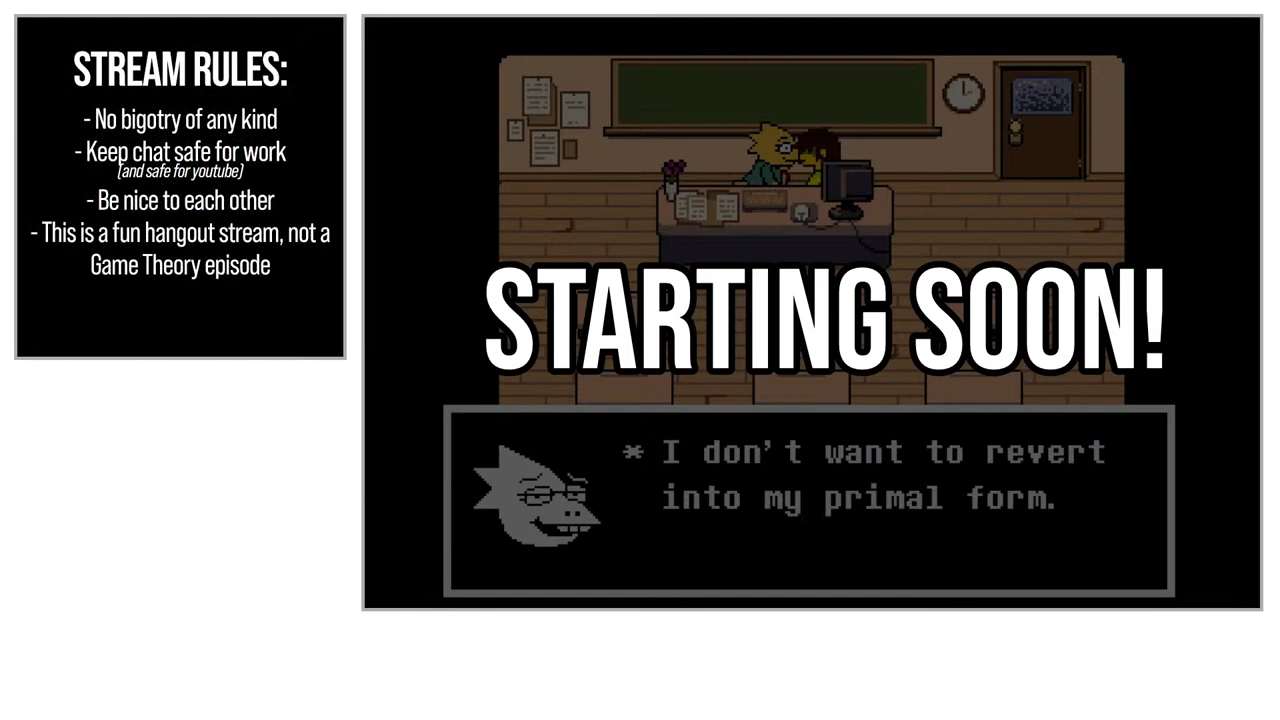 STREAM RULES:
- No bigotry of any kind
- Keep chat safe for work
(and safe for youtube)
- Be nice to each other
- This is a fun hangout stream, not a
Game Theory episode
STARTING SOON!
* I don't want to revert
into my primal form.